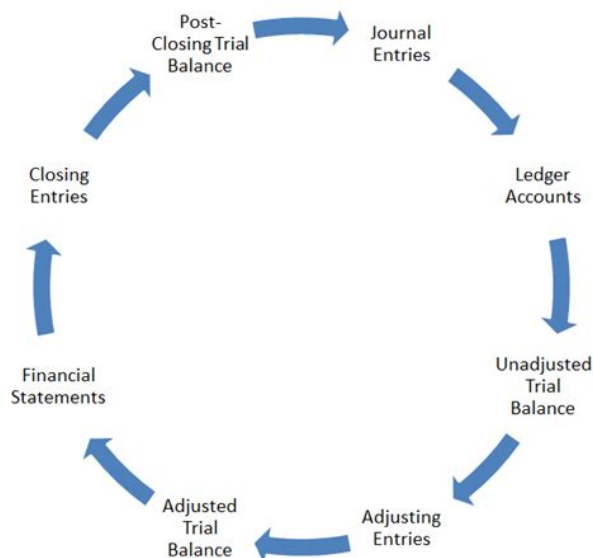 Post-
Closing Trial
Balance
Journal
Entries
Ledger
Accounts
Unadjusted
Trial
Balance
Adjusting
Entries
Adjusted
Trial
Balance
Financial
Statements
Closing
Entries